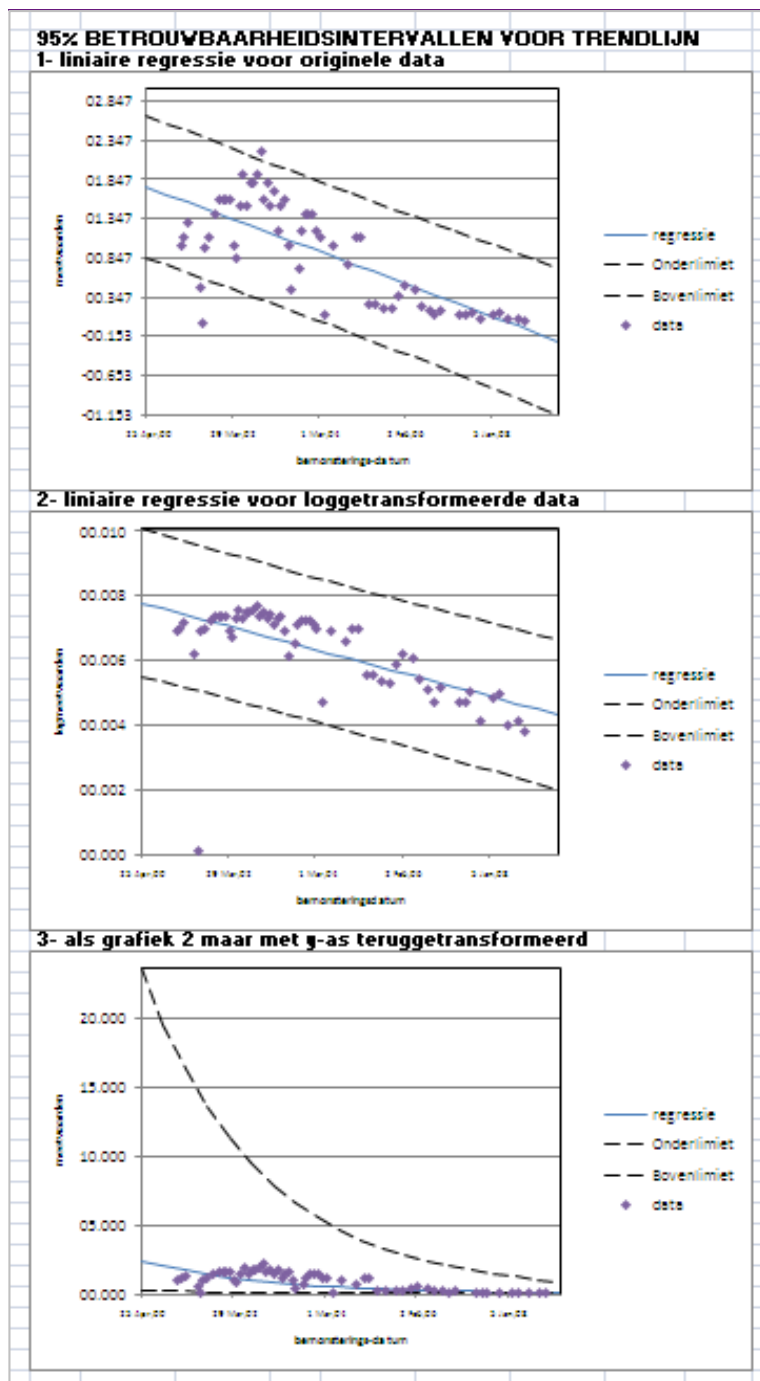 95% BETROUWBAARHEIDSINTERVALLEN VOOR TRENDLIJN
1- liniaire regressie voor originele data
02.847
02.347
01.847
01.347
00.847
00.347
-00.153
-00.653
-01.153
meetwaarden
bemonsterings-datum
regressie
Onderlimiet
Bovenlimiet
data
2- liniaire regressie voor loggetransformeerde data
00.010
00.008
00.006
00.004
00.002
00.000
logmeetwaarden
bemonsteringsdatum
regressie
Onderlimiet
Bovenlimiet
data
3- als grafiek 2 maar met y-as teruggetransformeerd
20.000
15.000
10.000
05.000
00.000
meetwaarden
bemonsterings-datum
regressie
Onderlimiet
Bovenlimiet
data